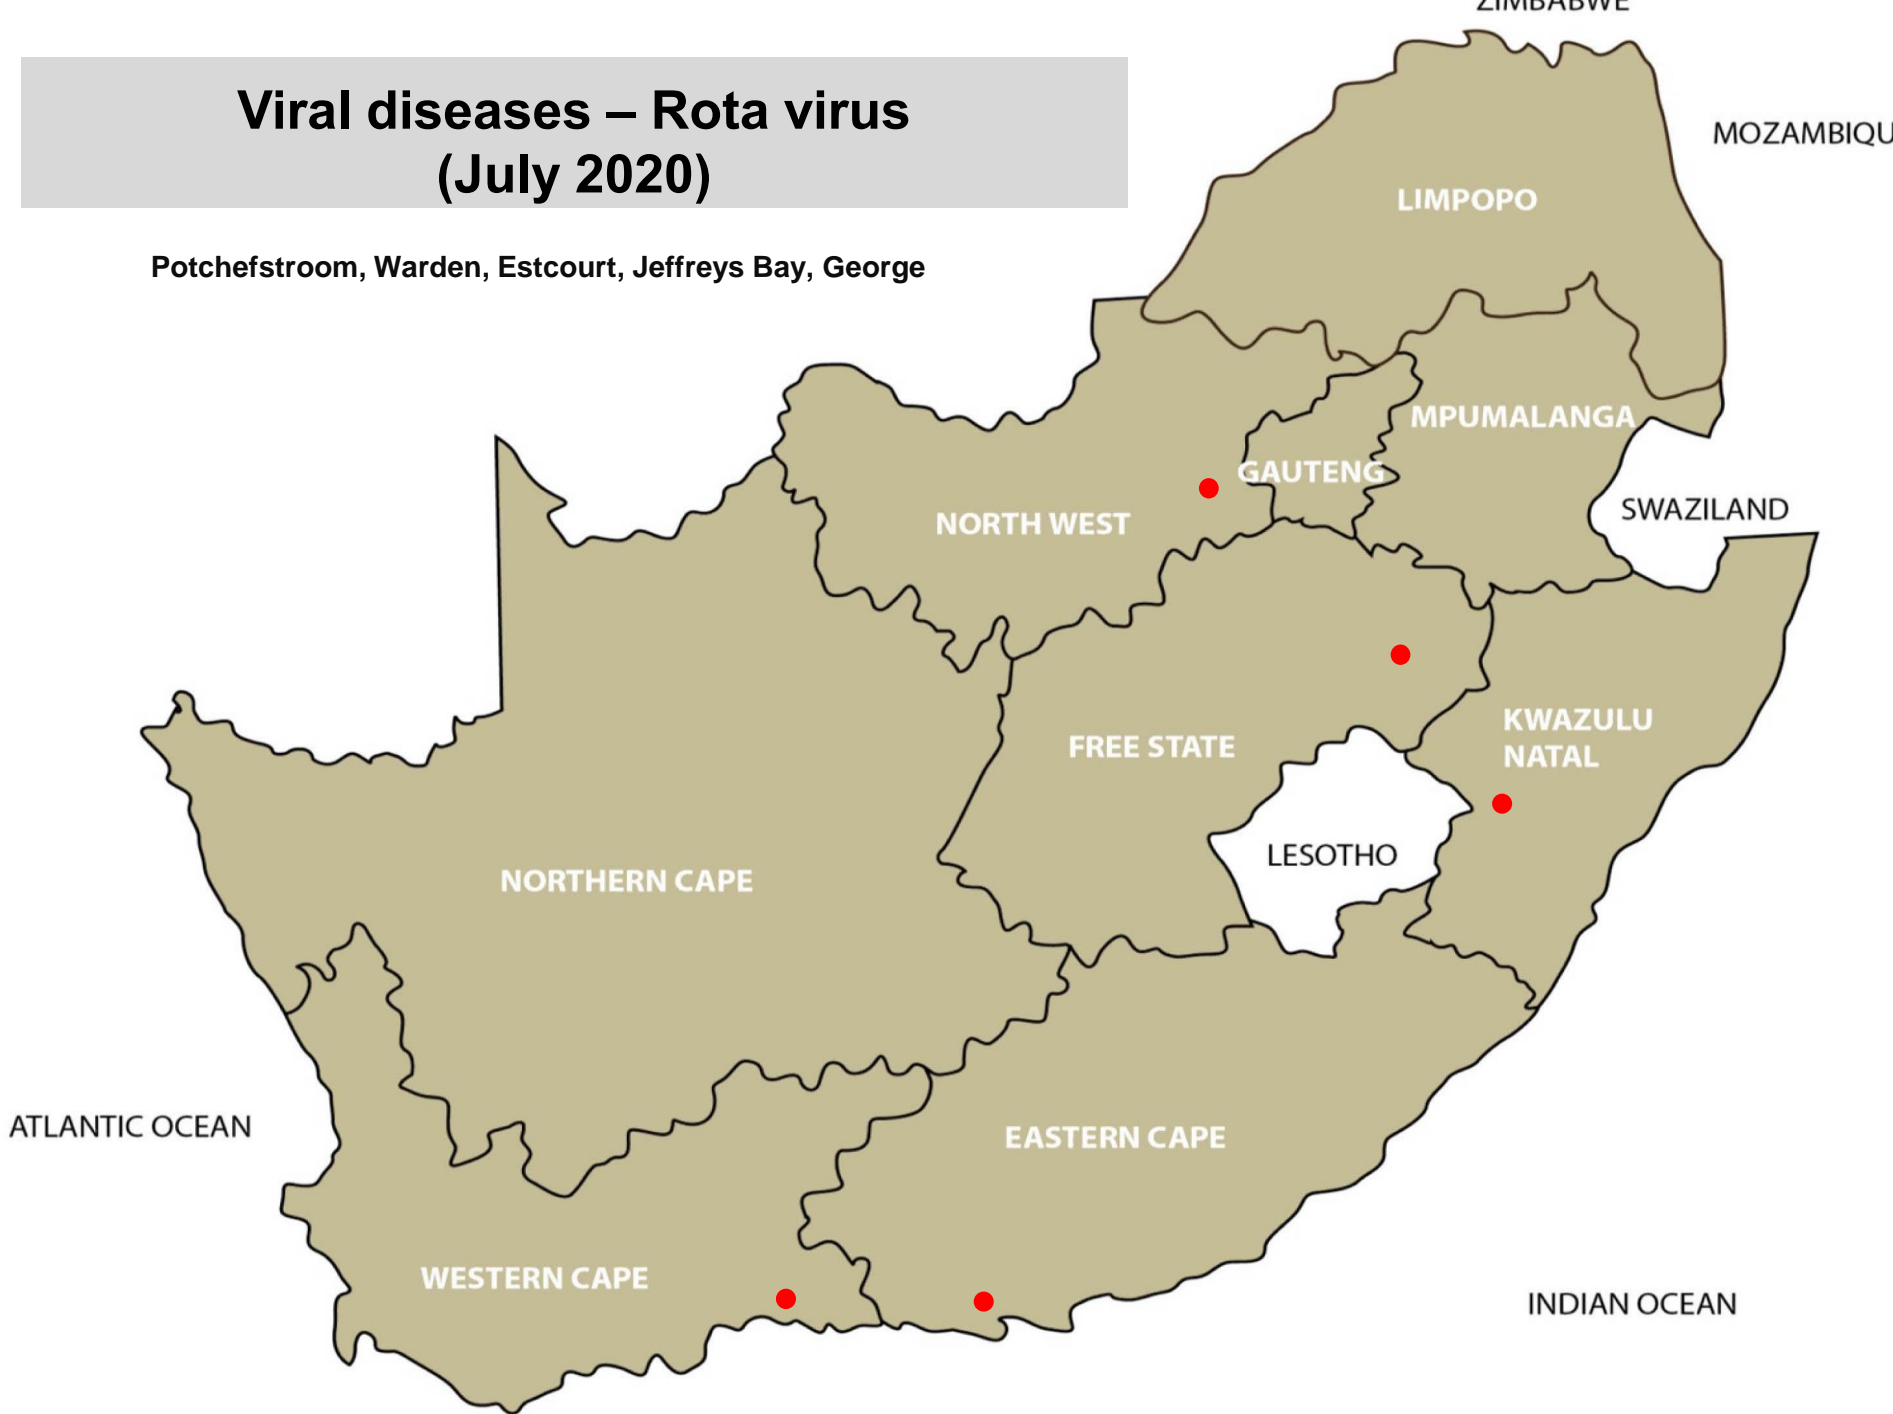 ZIMBABWE
Viral diseases – Rota virus
(July 2020)
MOZAMBIQU
LIMPOPO
Potchefstroom, Warden, Estcourt, Jeffreys Bay, George
MPUMALANGA
GAUTENG
SWAZILAND
NORTH WEST
KWAZULU
NATAL
FREE STATE
LESOTHO
NORTHERN CAPE
ATLANTIC OCEAN
EASTERN CAPE
WESTERN CAPE
INDIAN OCEAN